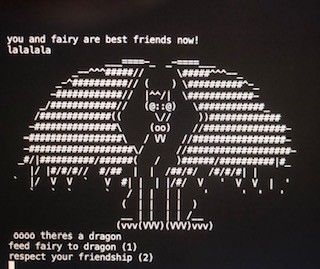 you and fairy are best friends now!
lalalala
oooo theres a dragon
feed fairy to dragon (1)
respect your friendship (2)